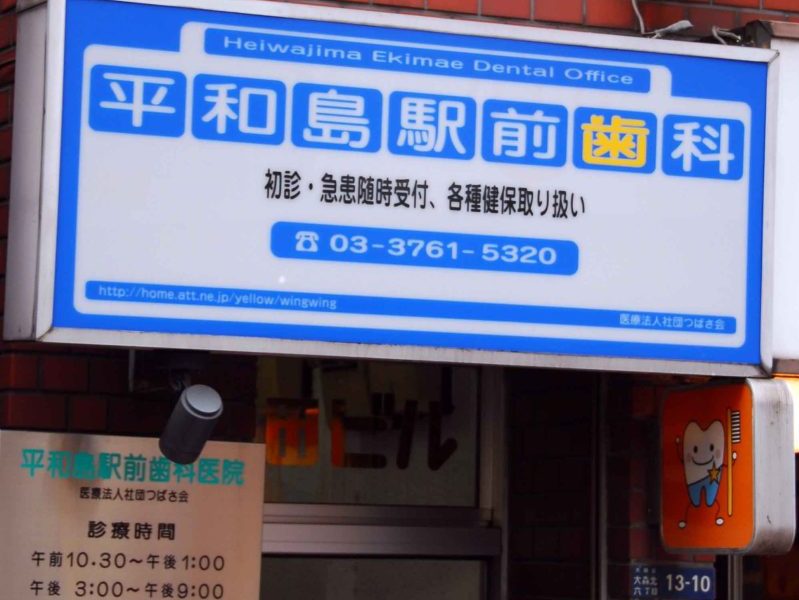 Heiwajima Ekimae Dental Office
平和島駅前歯科
初診・急患随時受付、各種健保取り扱い
☎ 03-3761-5320
http://home.att.ne.jp/yellow/wingwing
医療法人社団つばさ会
ビル
平和島駅前歯科医院
医療法人社団つばさ会
診療時間
午前10.30～午後1:00
午後 3:00～午後9:00
大森北
六丁目
13-10